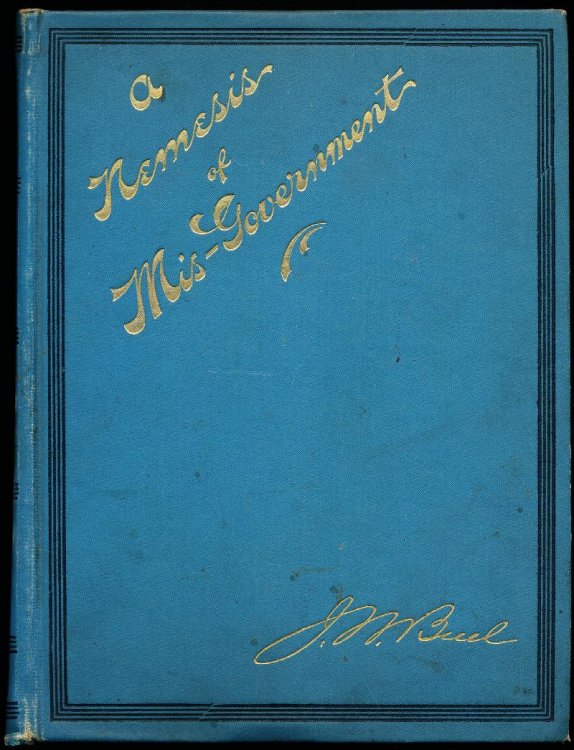 A
Nemesis
of
Mis-Government
J. W. Buel